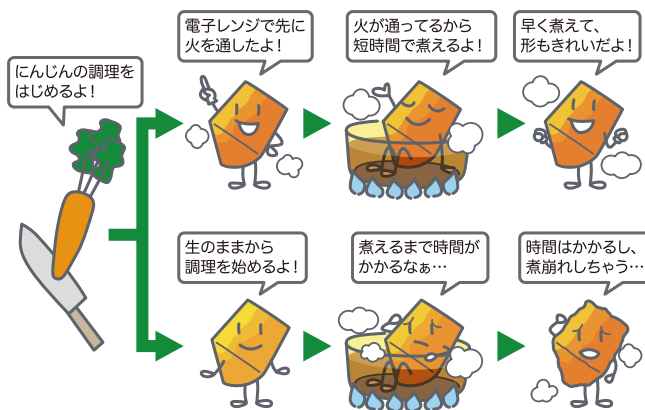 にんじんの調理を
はじめるよ！
電子レンジで先に
火を通したよ！
火が通ってるから
短時間で煮えるよ！
早く煮えて、
形もきれいだよ！
生のままから
調理を始めるよ！
煮えるまで時間が
かかるなぁ…
時間はかかるし、
煮崩れしちゃう…